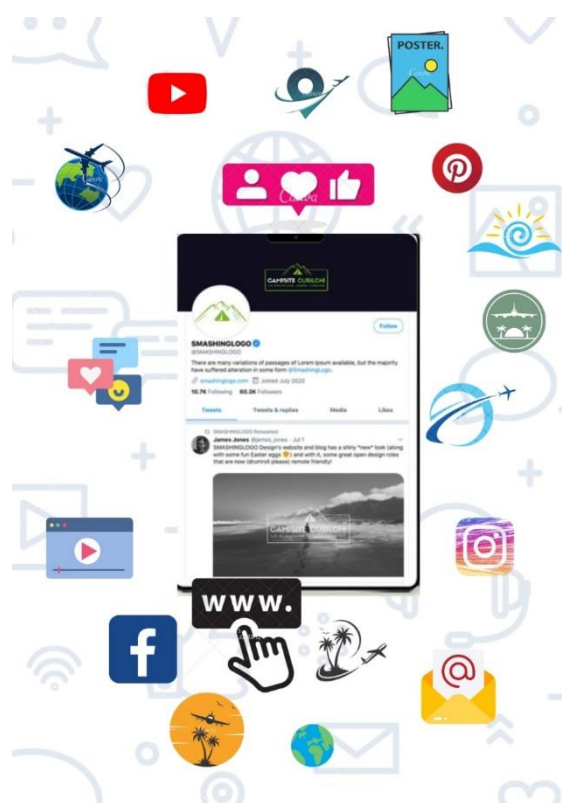 POSTER.
Canva
CAMPSITE CUBILCHE
Follow
SMASHINGLOGO
@SMASHINGLOGO
There are many variations of passages of Lorem Ipsum available, but the majority
have suffered alteration in some form @SmashingLogo.
smashinglogo.com Joined July 2020
10.7K Following 60.3K Followers
Tweets Tweets & replies Media Likes
SMASHINGLOGO Retweeted
James Jones @james_jones · Jul 1
SMASHINGLOGO Design's website and blog has a shiny *new* look (along
with some fun Easter eggs) and with it, some great open design roles
that are now (drumroll please) remote friendly!
www.